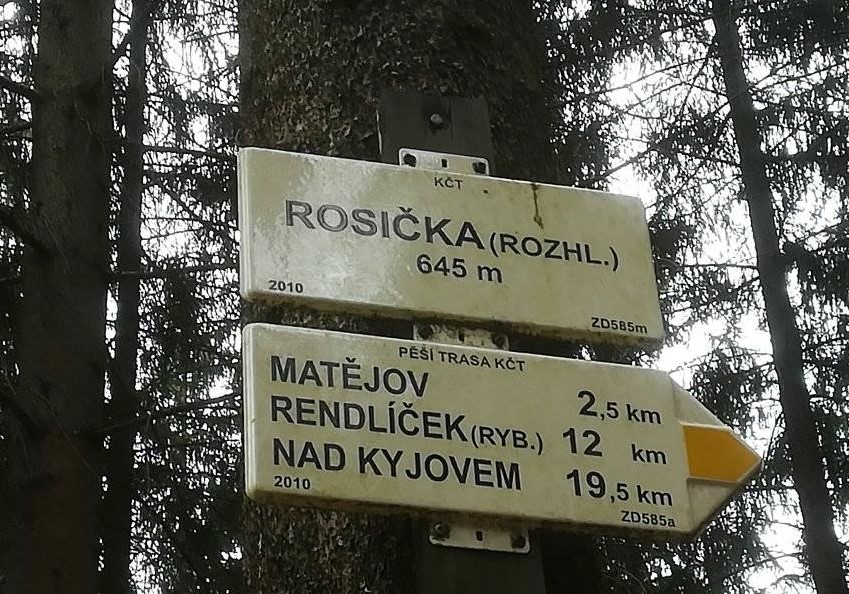 KČT
ROSIČKA (ROZHL.)
645 m
2010 ZD585m
PĚŠÍ TRASA KČT
MATĚJOV 2,5 km
RENDLÍČEK (RYB.) 12 km
NAD KYJOVEM 19,5 km
2010 ZD585a